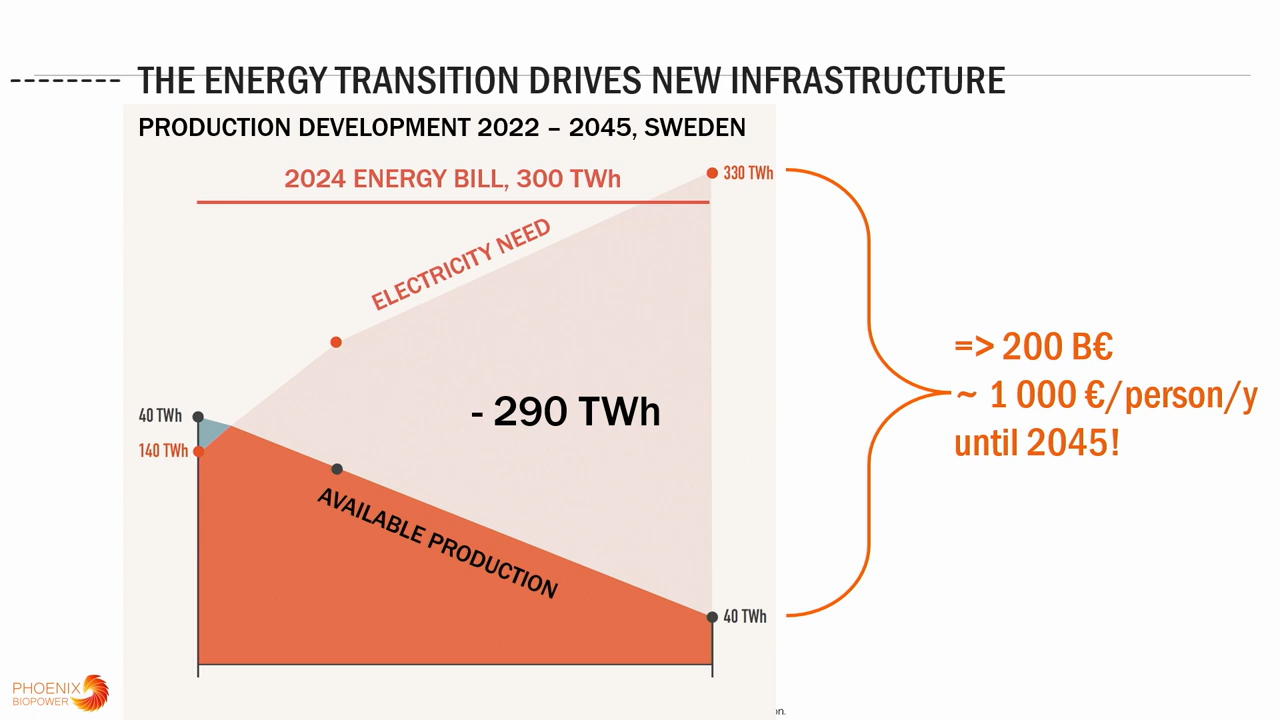 THE ENERGY TRANSITION DRIVES NEW INFRASTRUCTURE
PRODUCTION DEVELOPMENT 2022 – 2045, SWEDEN
2024 ENERGY BILL, 300 TWh
330 TWh
ELECTRICITY NEED
=> 200 B€
~ 1 000 €/person/y
until 2045!
- 290 TWh
40 TWh
140 TWh
AVAILABLE PRODUCTION
40 TWh
PHOENIX
BIOPOWER
on.